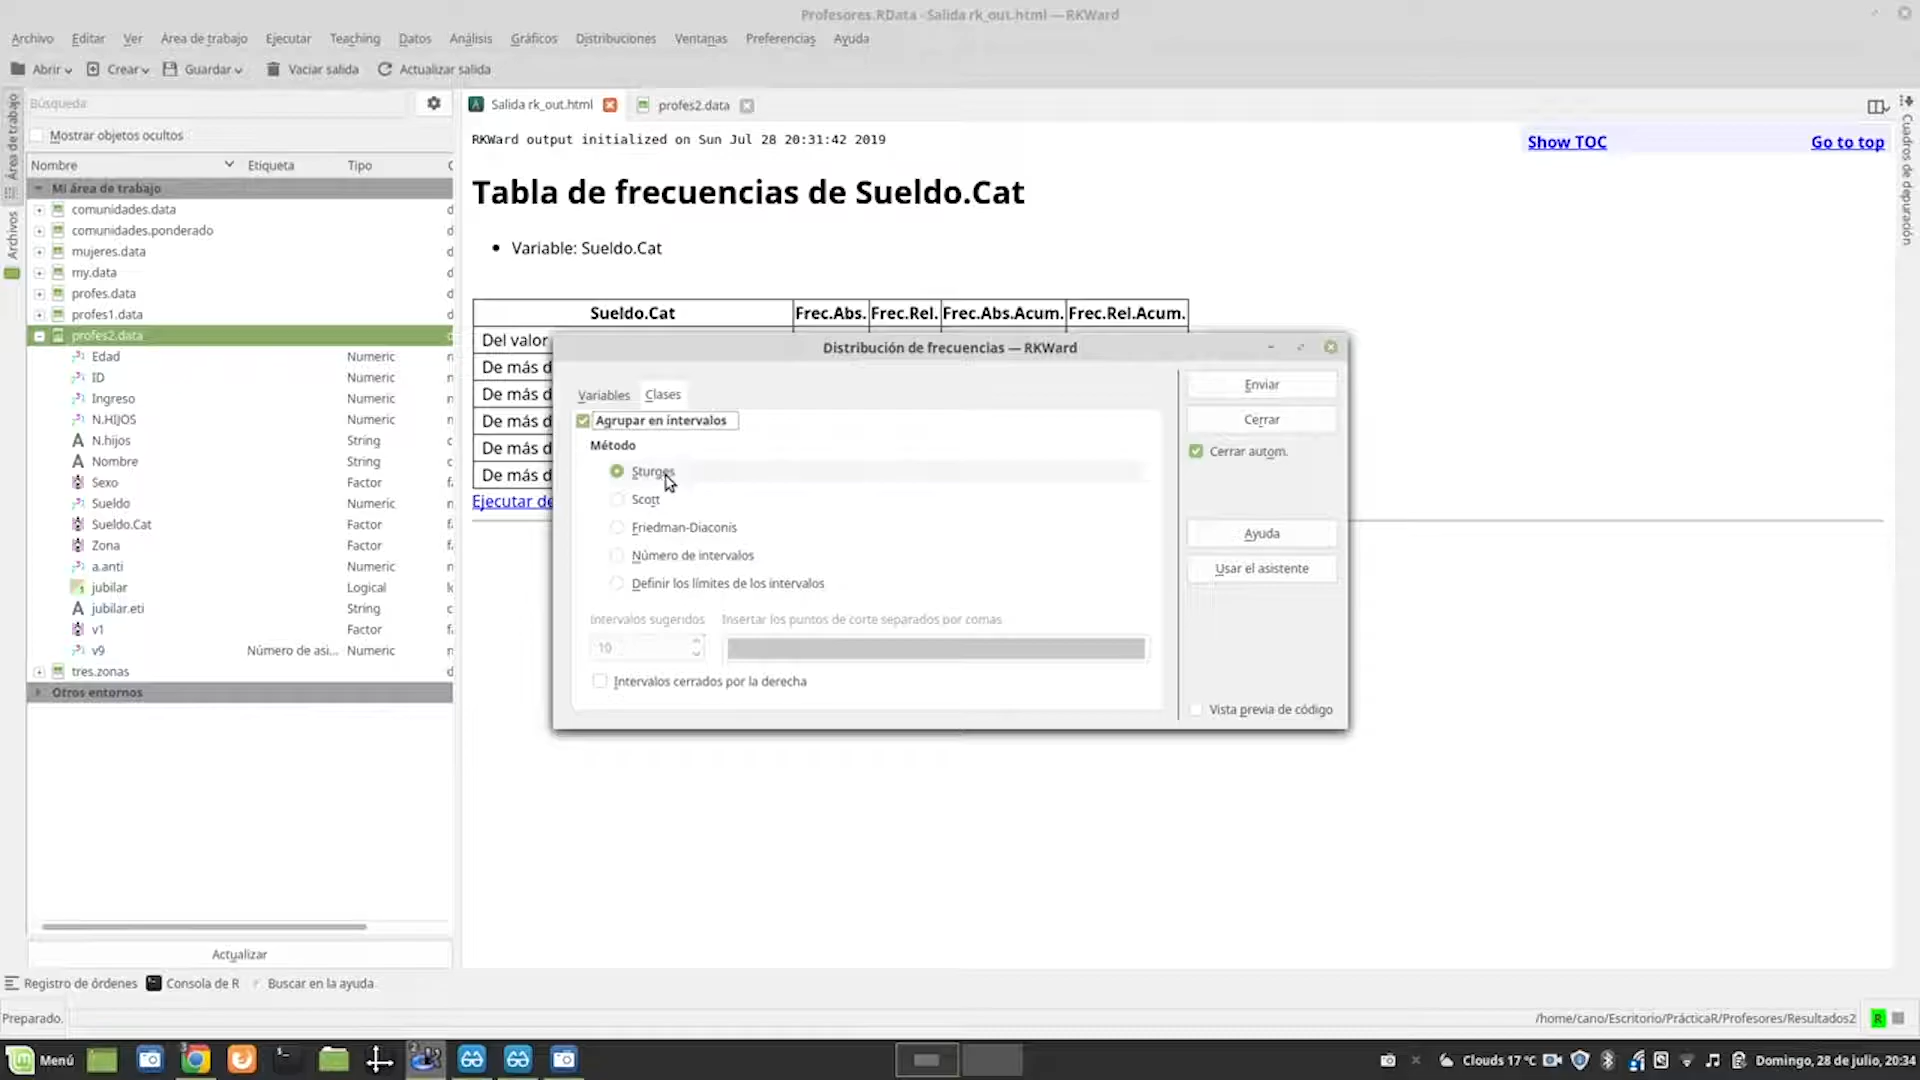 Profesores.RData - Salida rk_out.html — RKWard
Archivo Editar Ver Área de trabajo Ejecutar Teaching Datos Análisis Gráficos Distribuciones Ventanas Preferencias Ayuda
Abrir Crear Guardar Vaciar salida Actualizar salida
Búsqueda
Salida rk_out.html profes2.data
Mostrar objetos ocultos
Nombre Etiqueta Tipo
Mi área de trabajo
comunidades.data
comunidades.ponderado
mujeres.data
my.data
profes.data
profes1.data
profes2.data
Edad Numeric
ID Numeric
Ingreso Numeric
N.HIJOS Numeric
N.hijos String
Nombre String
Sexo Factor
Sueldo Numeric
Sueldo.Cat Factor
Zona Factor
a.anti Numeric
jubilar Logical
jubilar.eti String
v1 Factor
v9 Número de asi... Numeric
tres.zonas
Otros entornos
Actualizar
Área de trabajo
Archivos
RKWard output initialized on Sun Jul 28 20:31:42 2019
Show TOC Go to top
Tabla de frecuencias de Sueldo.Cat
• Variable: Sueldo.Cat
Sueldo.Cat Frec.Abs. Frec.Rel. Frec.Abs.Acum. Frec.Rel.Acum.
Del valor
De más d
De más d
De más d
De más d
De más d
Ejecutar de
Cuadros de depuración
Distribución de frecuencias — RKWard
Variables Clases
Agrupar en intervalos
Método
Sturges
Scott
Friedman-Diaconis
Número de intervalos
Definir los límites de los intervalos
Intervalos sugeridos Insertar los puntos de corte separados por comas
10
Intervalos cerrados por la derecha
Enviar
Cerrar
Cerrar autom.
Ayuda
Usar el asistente
Vista previa de código
Registro de órdenes Consola de R Buscar en la ayuda
Preparado. /home/cano/Escritorio/PrácticaR/Profesores/Resultados2 R
Menú Clouds 17 °C Domingo, 28 de julio, 20:34